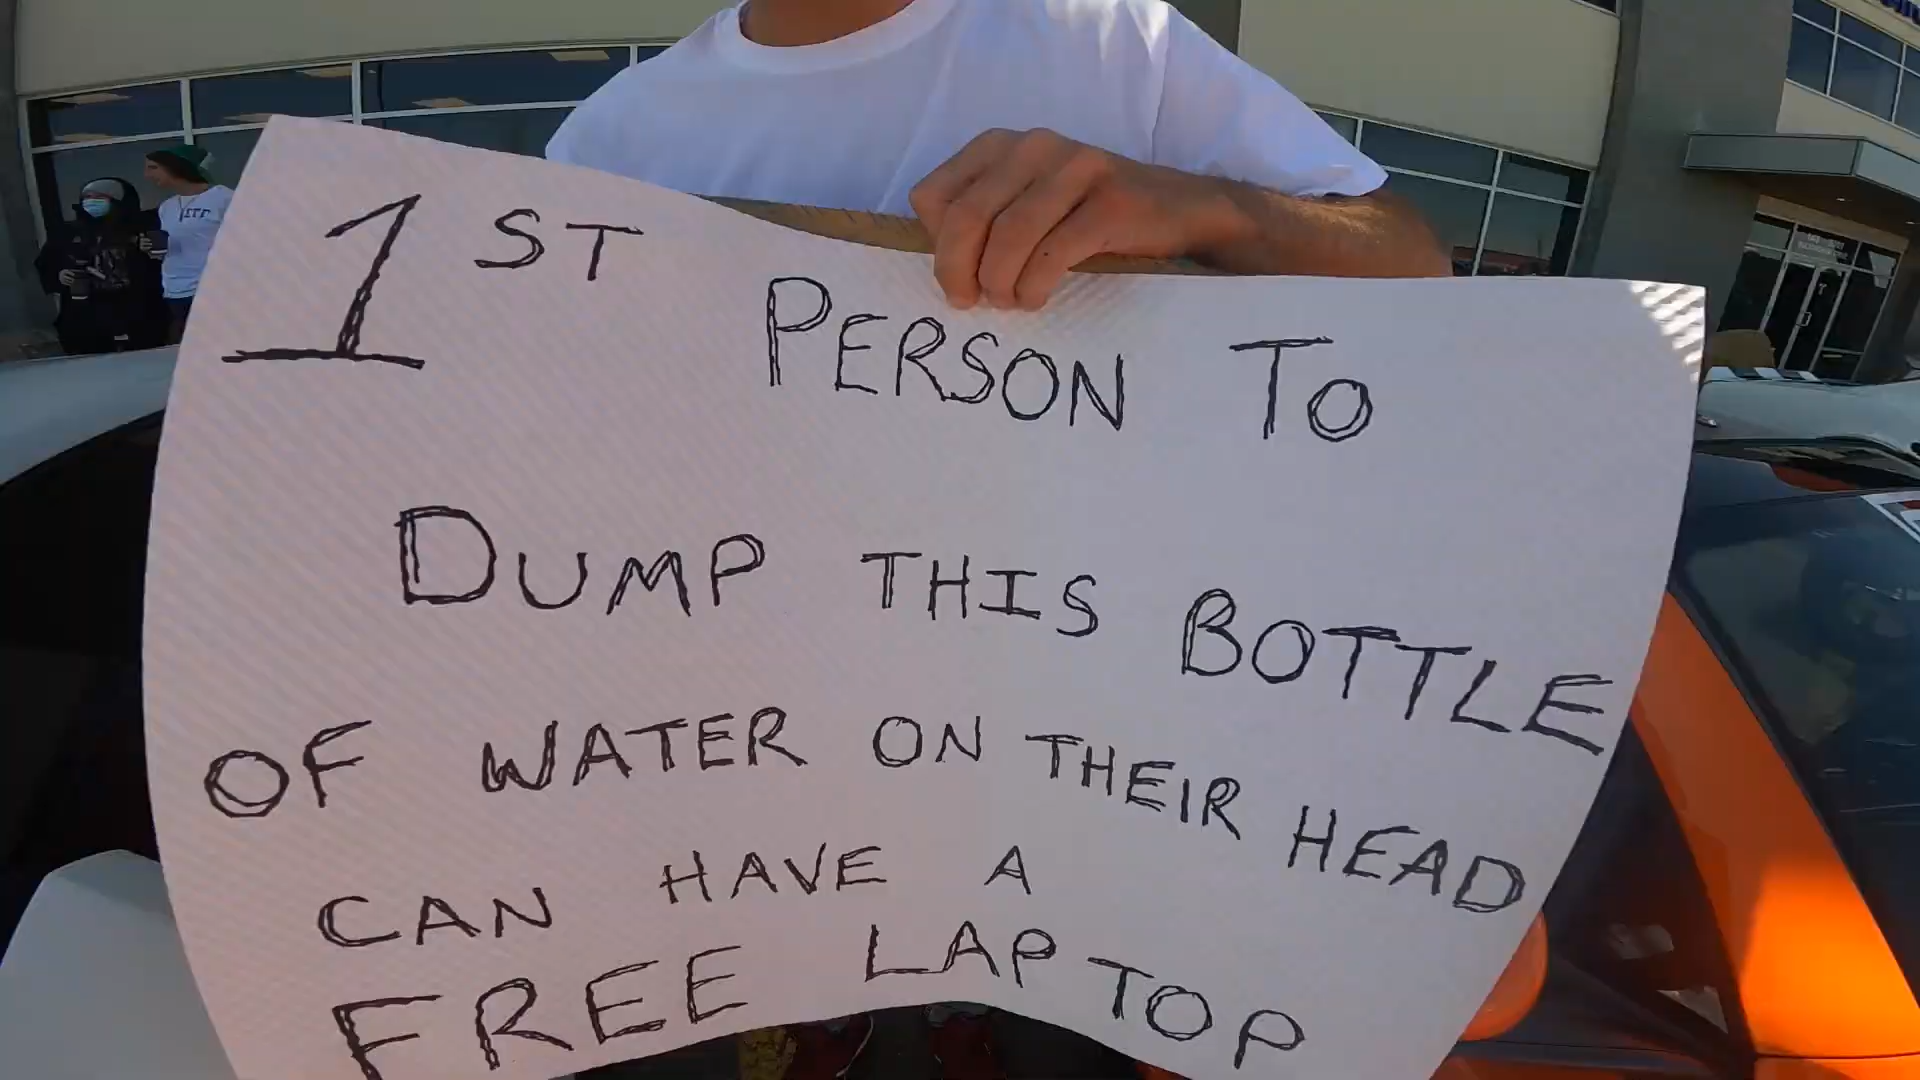 1ST PERSON TO
DUMP THIS BOTTLE
OF WATER ON THEIR HEAD
CAN HAVE A
FREE LAPTOP